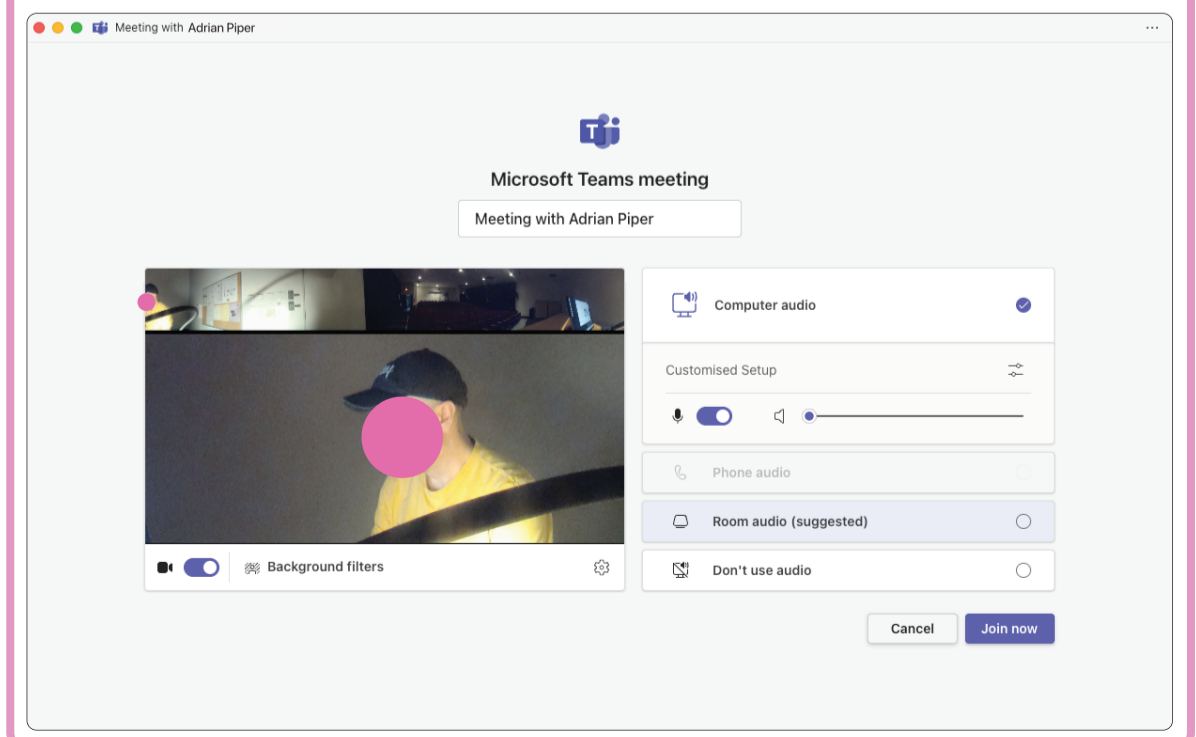 Meeting with Adrian Piper
Microsoft Teams meeting
Meeting with Adrian Piper
Computer audio
Customised Setup
Phone audio
Room audio (suggested)
Don't use audio
Background filters
Cancel
Join now